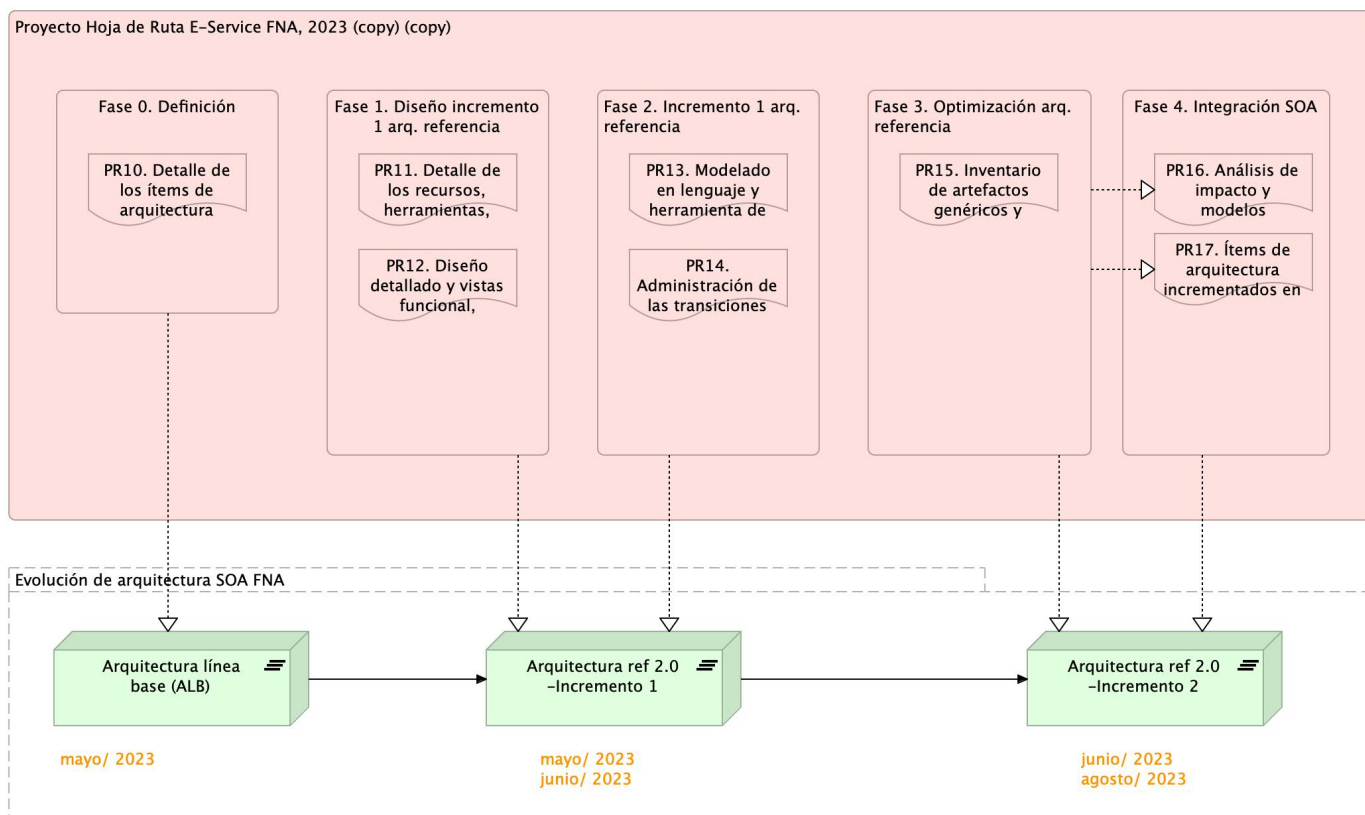 Proyecto Hoja de Ruta E-Service FNA, 2023 (copy) (copy)
Fase 0. Definición
PR10. Detalle de
los ítems de
arquitectura
Fase 1. Diseño incremento
1 arq. referencia
PR11. Detalle de
los recursos,
herramientas,
PR12. Diseño
detallado y vistas
funcional,
Fase 2. Incremento 1 arq.
referencia
PR13. Modelado
en lenguaje y
herramienta de
PR14.
Administración de
las transiciones
Fase 3. Optimización arq.
referencia
PR15. Inventario
de artefactos
genéricos y
Fase 4. Integración SOA
PR16. Análisis de
impacto y
modelos
PR17. Ítems de
arquitectura
incrementados en
Evolución de arquitectura SOA FNA
Arquitectura línea
base (ALB)
Arquitectura ref 2.0
-Incremento 1
Arquitectura ref 2.0
-Incremento 2
mayo/ 2023
mayo/ 2023
junio/ 2023
junio/ 2023
agosto/ 2023